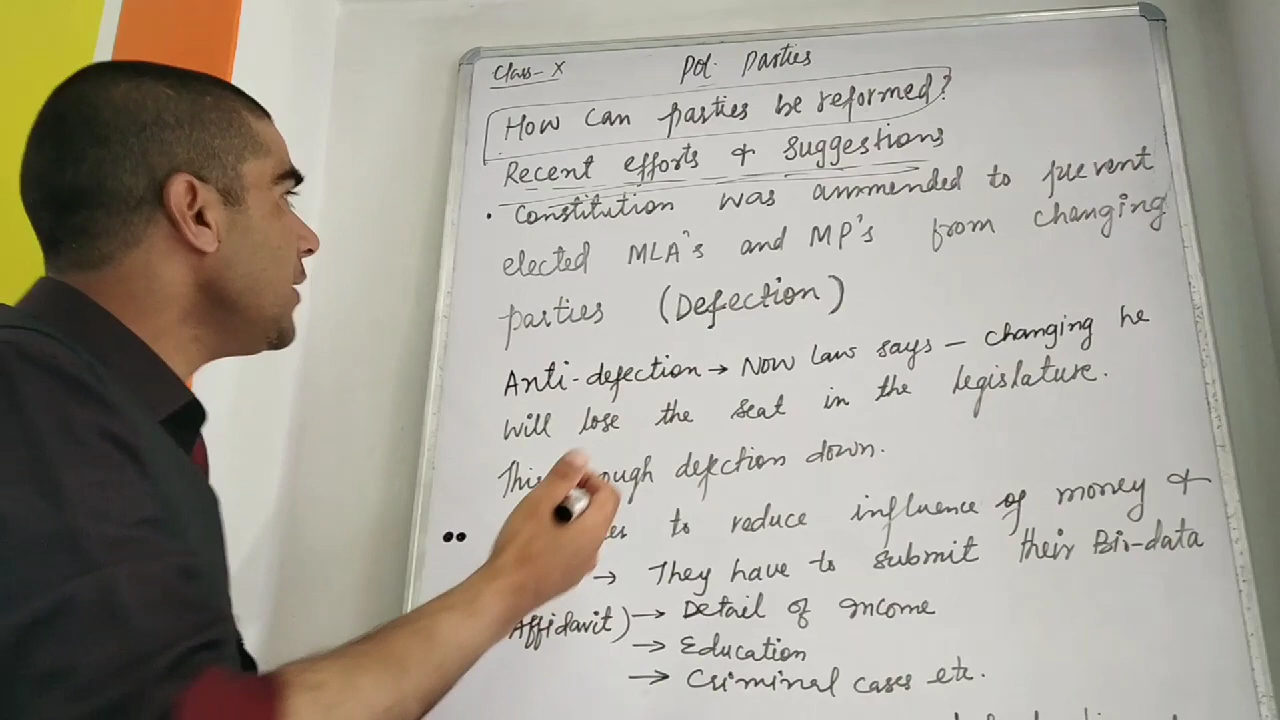 Class- X Pol. Parties
How can parties be reformed?
Recent efforts & suggestions
• Constitution was ammended to prevent
elected MLA's and MP's from changing
parties (Defection)
Anti-defection → Now law says – changing he
will lose the seat in the legislature.
defection down.
to reduce influence of money &
→ They have to submit their Bio-data
Affidavit) → Detail of income
→ Education
→ Criminal cases etc.